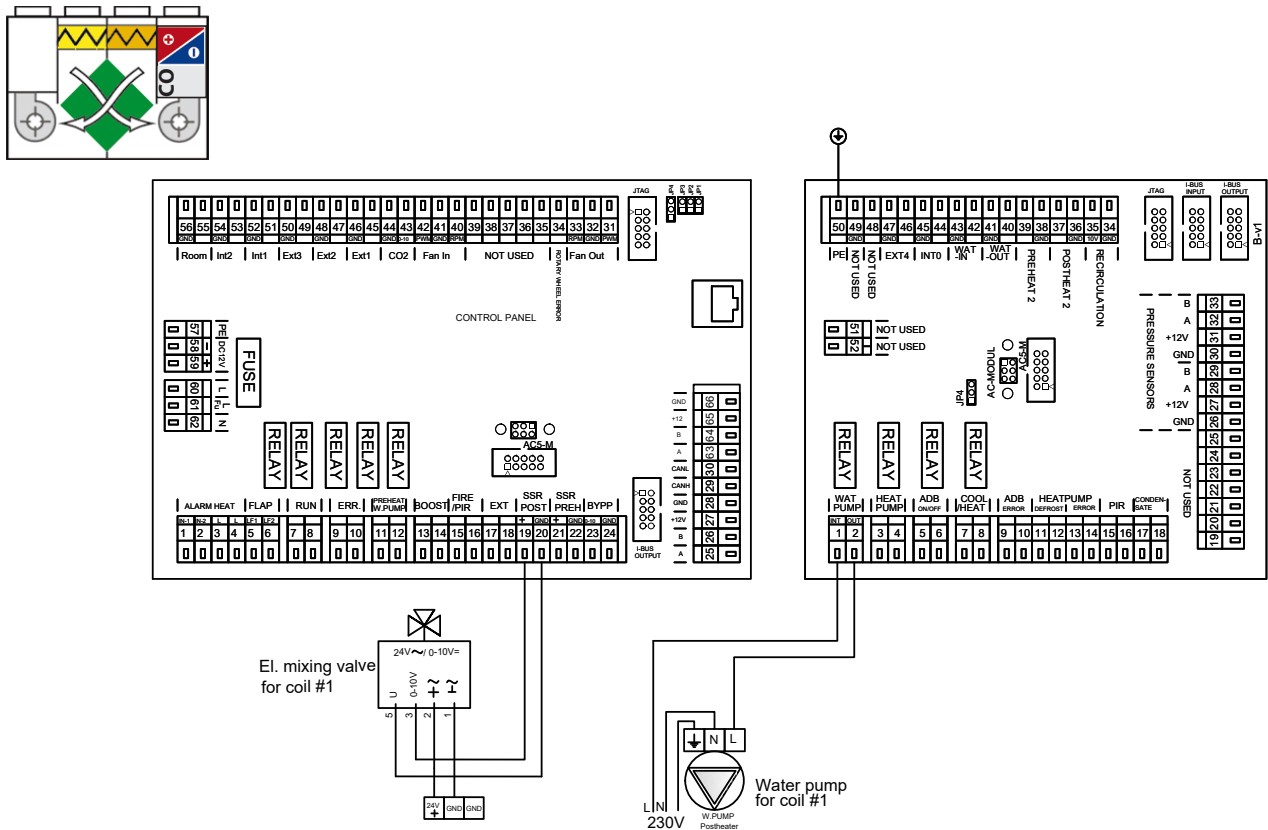 CO
JTAG
JP4
JP3
JP2
JP1
56 55 54 53 52 51 50 49 48 47 46 45 44 43 42 41 40 39 38 37 36 35 34 33 32 31
GND GND GND GND GND GND GND 0-10 PWM GND RPM RPM GND PWM
Room Int2 Int1 Ext3 Ext2 Ext1 CO2 Fan In NOT USED Fan Out
ROTARY WHEEL ERROR
CONTROL PANEL
57 PE
58 - DC12V
59 +
60 L
61 Fu L
62 N
FUSE
RELAY
RELAY
RELAY
RELAY
RELAY
AC5-M
GND 66
+12 65
B 64
A 63
CANL 30
CANH 29
GND 28
+12V 27
B 26
A 25
I-BUS
OUTPUT
ALARM HEAT FLAP RUN ERR. PREHEAT W.PUMP BOOST FIRE /PIR EXT SSR POST SSR PREH BYPP
IN-1 IN-2 L L LF1 LF2 + GND + GND 0-10 GND
1 2 3 4 5 6 7 8 9 10 11 12 13 14 15 16 17 18 19 20 21 22 23 24
JTAG
I-BUS
INPUT
I-BUS
OUTPUT
B-v1
50 49 48 47 46 45 44 43 42 41 40 39 38 37 36 35 34
GND GND GND GND GND GND GND 10V GND
PE NOT USED NOT USED EXT4 INT0 WAT -IN WAT -OUT PREHEAT 2 POSTHEAT 2 RECIRCULATION
51 NOT USED
52 NOT USED
AC-MODUL
AC5-M
JP4
PRESSURE SENSORS
B 33
A 32
+12V 31
GND 30
B 29
A 28
+12V 27
GND 26
25
24
23
22
21
20
19
NOT USED
RELAY
RELAY
RELAY
RELAY
WAT PUMP HEAT PUMP ADB ON/OFF COOL /HEAT ADB ERROR HEATPUMP DEFROST ERROR PIR CONDEN- SATE
INT OUT
1 2 3 4 5 6 7 8 9 10 11 12 13 14 15 16 17 18
El. mixing valve
for coil #1
24V ~/ 0-10V=
U 0-10V
5 3 2 1
24V + GND GND
N L
L N
230V
W.PUMP
Postheater
Water pump
for coil #1